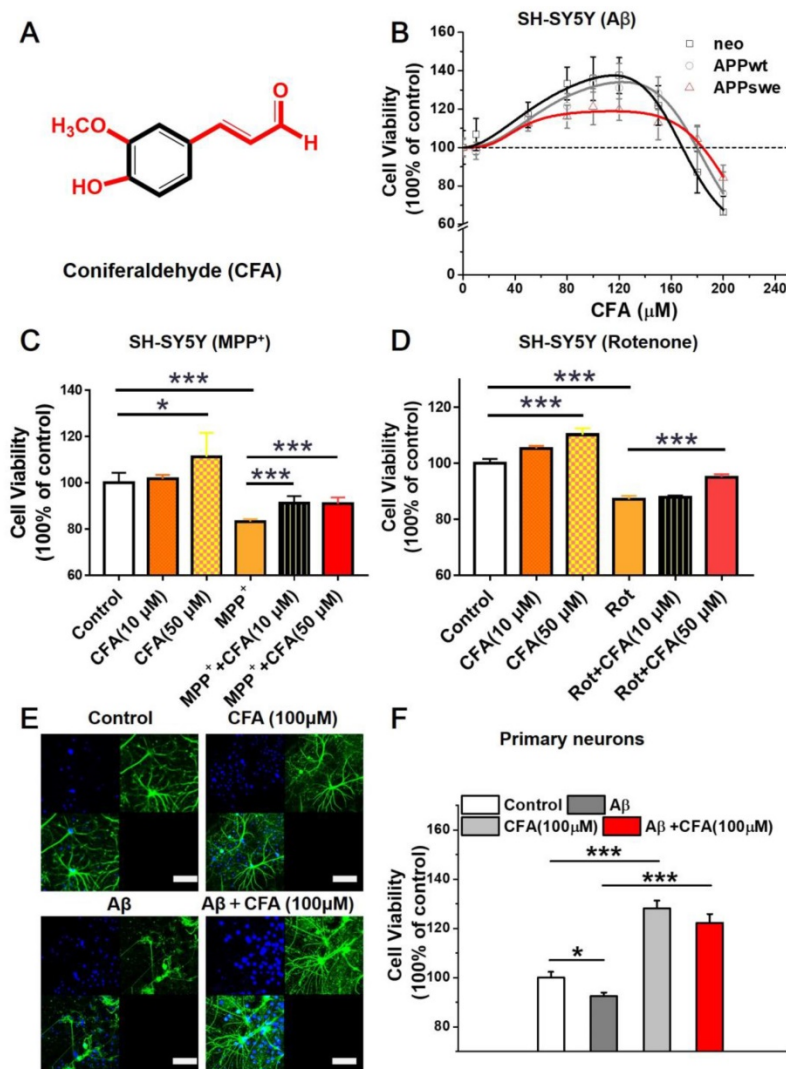 A
H₃CO
HO
O
H
Coniferaldehyde (CFA)
B
SH-SY5Y (Aβ)
neo
APPwt
APPswe
Cell Viability
(100% of control)
140
120
100
80
60
0
0 40 80 120 160 200 240
CFA (μM)
C
SH-SY5Y (MPP⁺)
***
*
***
***
Cell Viability
(100% of control)
140
120
100
80
60
Control
CFA(10 μM)
CFA(50 μM)
MPP˟
MPP˟+CFA(10 μM)
MPP˟+CFA(50 μM)
D
SH-SY5Y (Rotenone)
***
***
***
Cell Viability
(100% of control)
120
100
80
60
Control
CFA(10 μM)
CFA(50 μM)
Rot
Rot+CFA(10 μM)
Rot+CFA(50 μM)
E
Control
CFA (100μM)
Aβ
Aβ + CFA (100μM)
F
Primary neurons
Control Aβ
CFA(100μM) Aβ +CFA(100μM)
***
***
*
Cell Viability
(100% of control)
160
140
120
100
80